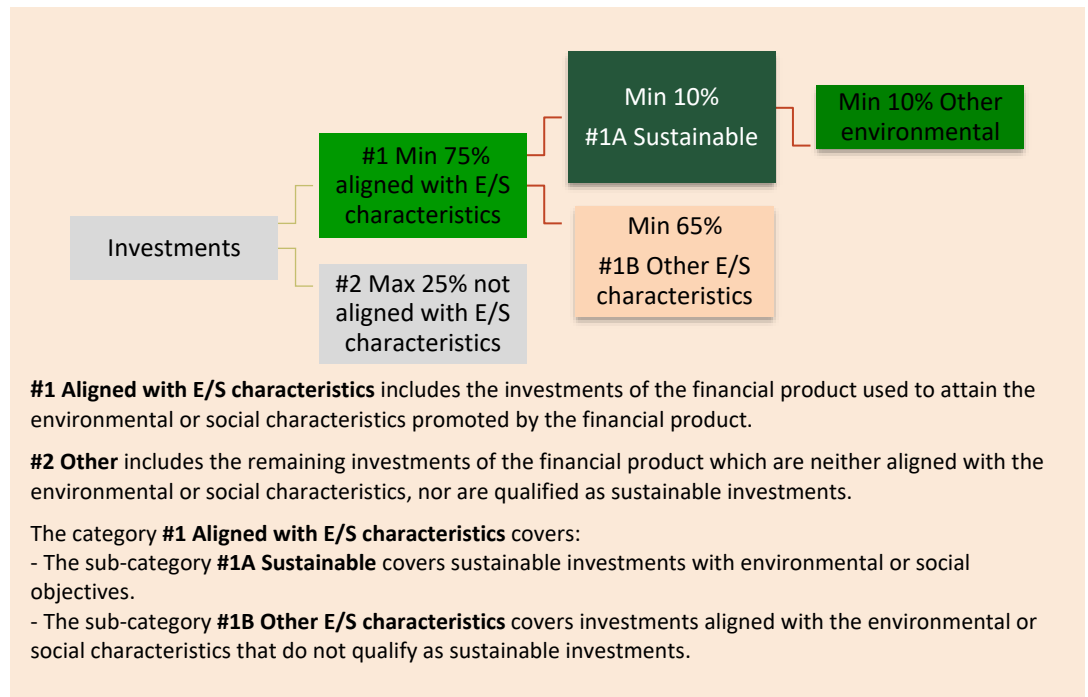 Investments
#1 Min 75%
aligned with E/S
characteristics
#2 Max 25% not
aligned with E/S
characteristics
Min 10%
#1A Sustainable
Min 65%
#1B Other E/S
characteristics
Min 10% Other
environmental
#1 Aligned with E/S characteristics includes the investments of the financial product used to attain the
environmental or social characteristics promoted by the financial product.
#2 Other includes the remaining investments of the financial product which are neither aligned with the
environmental or social characteristics, nor are qualified as sustainable investments.
The category #1 Aligned with E/S characteristics covers:
- The sub-category #1A Sustainable covers sustainable investments with environmental or social
objectives.
- The sub-category #1B Other E/S characteristics covers investments aligned with the environmental or
social characteristics that do not qualify as sustainable investments.